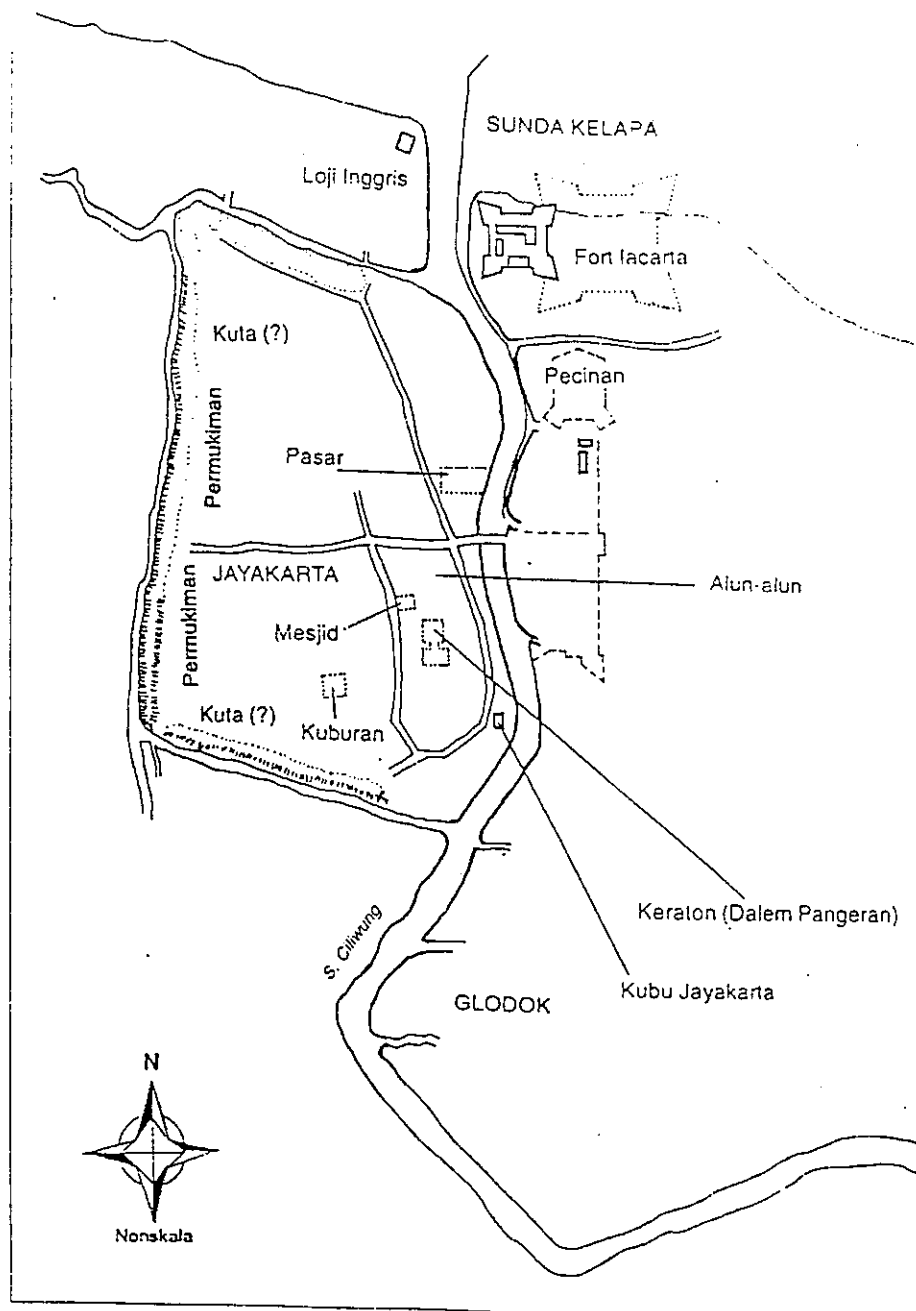 SUNDA KELAPA
Loji Inggris
Fort Iacarta
Kuta (?)
Pecinan
Permukiman
Pasar
JAYAKARTA
Alun-alun
Permukiman
Mesjid
Kuta (?)
Kuburan
Keraton (Dalem Pangeran)
S. Ciliwung
Kubu Jayakarta
GLODOK
N
Nonskala